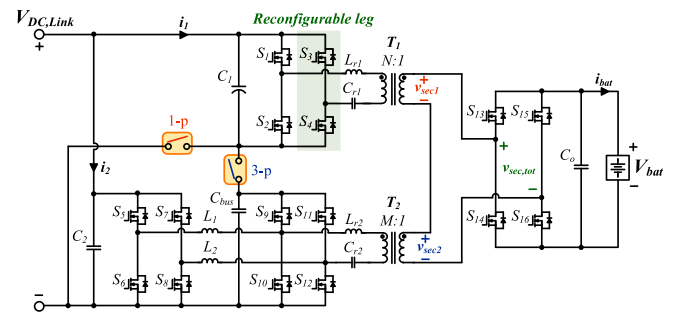 Reconfigurable leg
V_DC,Link
+
i_1
S_1
S_3
L_r1
T_1
N:1
C_1
C_r1
v_sec1
+
−
S_2
S_4
1-p
3-p
i_2
S_13
S_15
i_bat
+
v_sec,tot
−
C_o
+
V_bat
−
C_bus
T_2
M:1
S_5
S_7
L_1
S_9
S_11
L_r2
C_2
L_2
C_r2
+
v_sec2
−
S_14
S_16
S_6
S_8
S_10
S_12
−